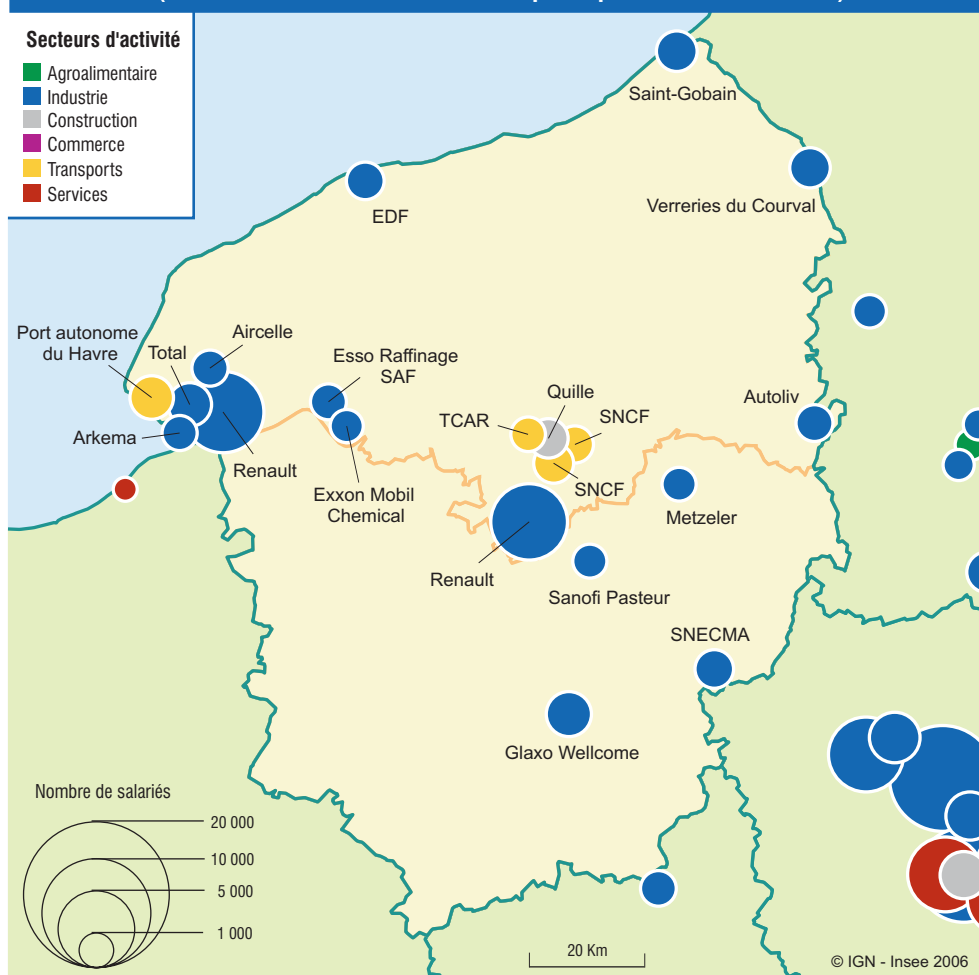 Secteurs d'activité
Agroalimentaire
Industrie
Construction
Commerce
Transports
Services
Saint-Gobain
Verreries du Courval
EDF
Port autonome
du Havre
Total
Aircelle
Esso Raffinage
SAF
Quille
TCAR
SNCF
Autoliv
Arkema
Renault
Exxon Mobil
Chemical
SNCF
Metzeler
Renault
Sanofi Pasteur
SNECMA
Glaxo Wellcome
Nombre de salariés
20 000
10 000
5 000
1 000
20 Km
© IGN - Insee 2006